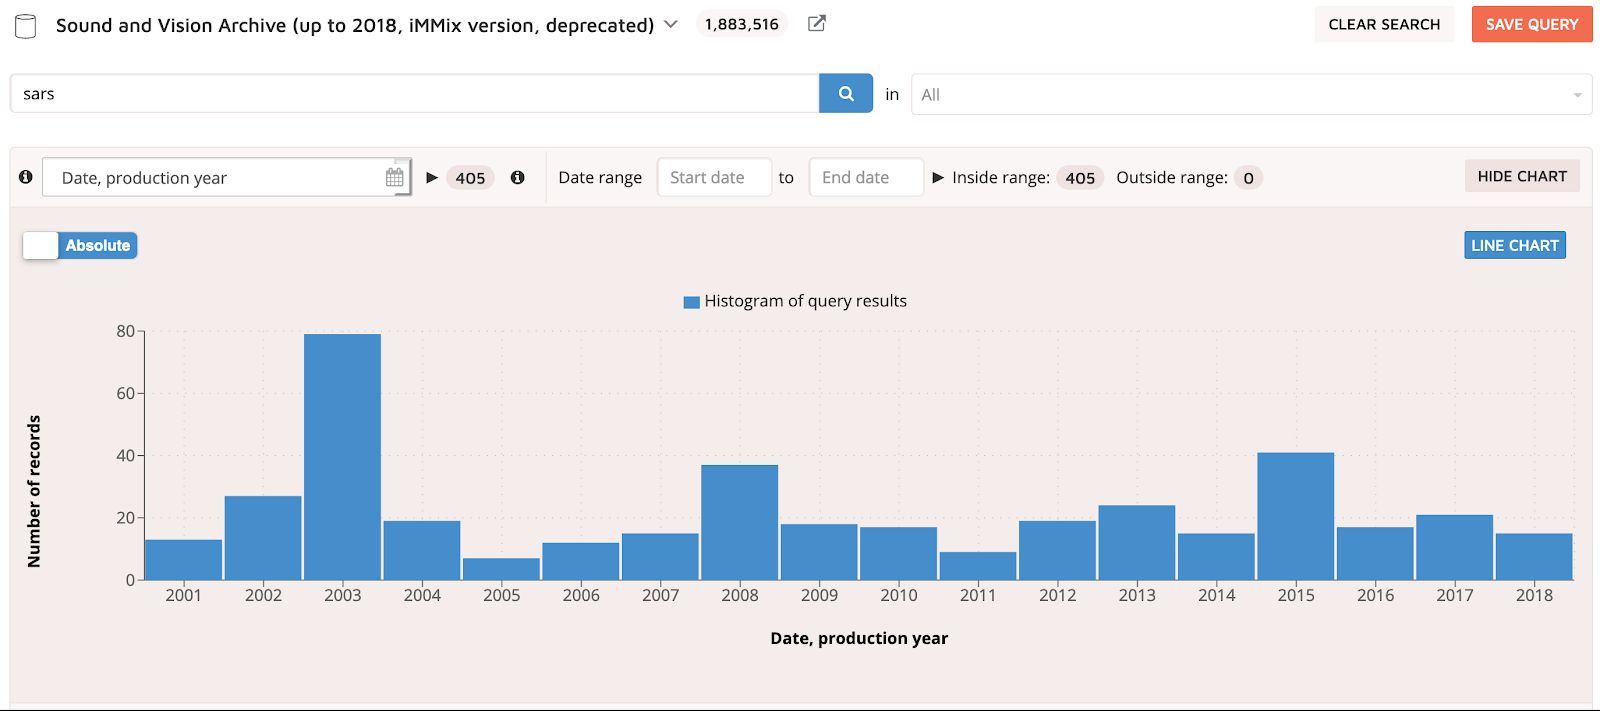 Sound and Vision Archive (up to 2018, iMMix version, deprecated) 1,883,516 CLEAR SEARCH SAVE QUERY
sars in All
Date, production year 405 Date range Start date to End date Inside range: 405 Outside range: 0 HIDE CHART
Absolute LINE CHART
Histogram of query results
80
60
40
20
0
Number of records
2001 2002 2003 2004 2005 2006 2007 2008 2009 2010 2011 2012 2013 2014 2015 2016 2017 2018
Date, production year